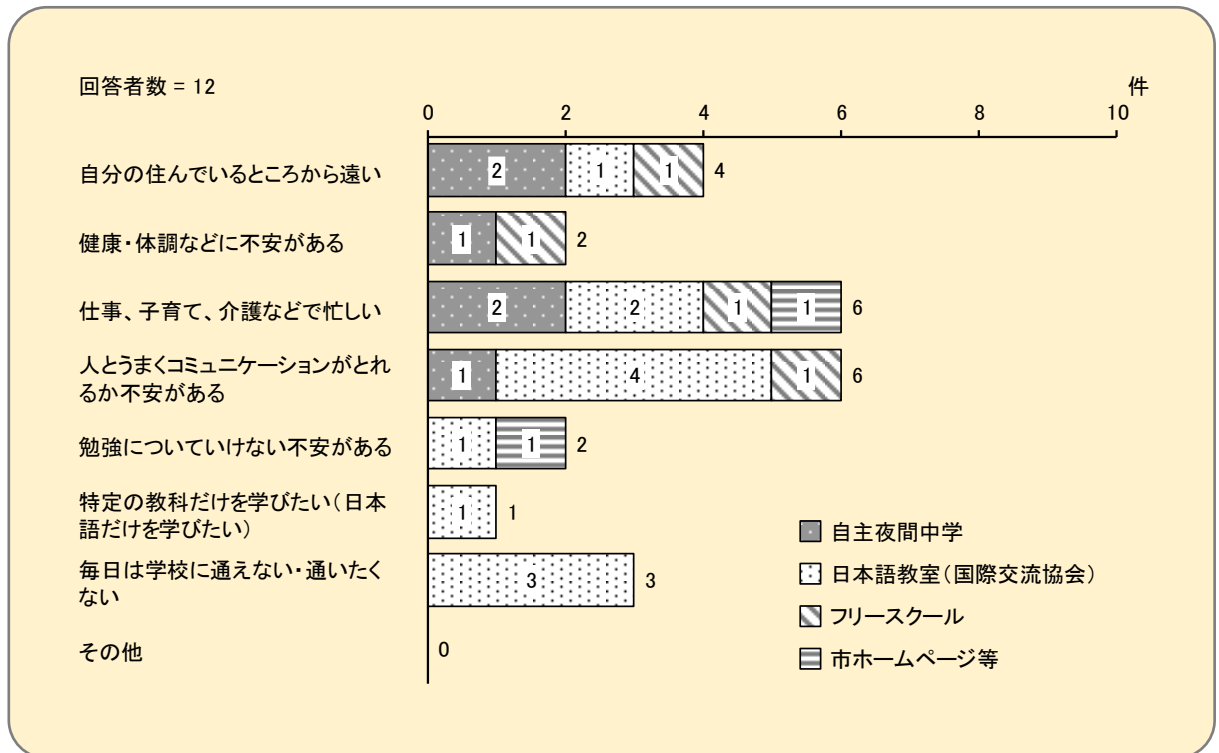 回答者数 = 12
件
0 2 4 6 8 10
自分の住んでいるところから遠い 2 1 1 4
健康・体調などに不安がある 1 1 2
仕事、子育て、介護などで忙しい 2 2 1 1 6
人とうまくコミュニケーションがとれ
るか不安がある 1 4 1 6
勉強についていけない不安がある 1 1 2
特定の教科だけを学びたい(日本
語だけを学びたい) 1 1
毎日は学校に通えない・通いたく
ない 3 3
その他 0
自主夜間中学
日本語教室(国際交流協会)
フリースクール
市ホームページ等